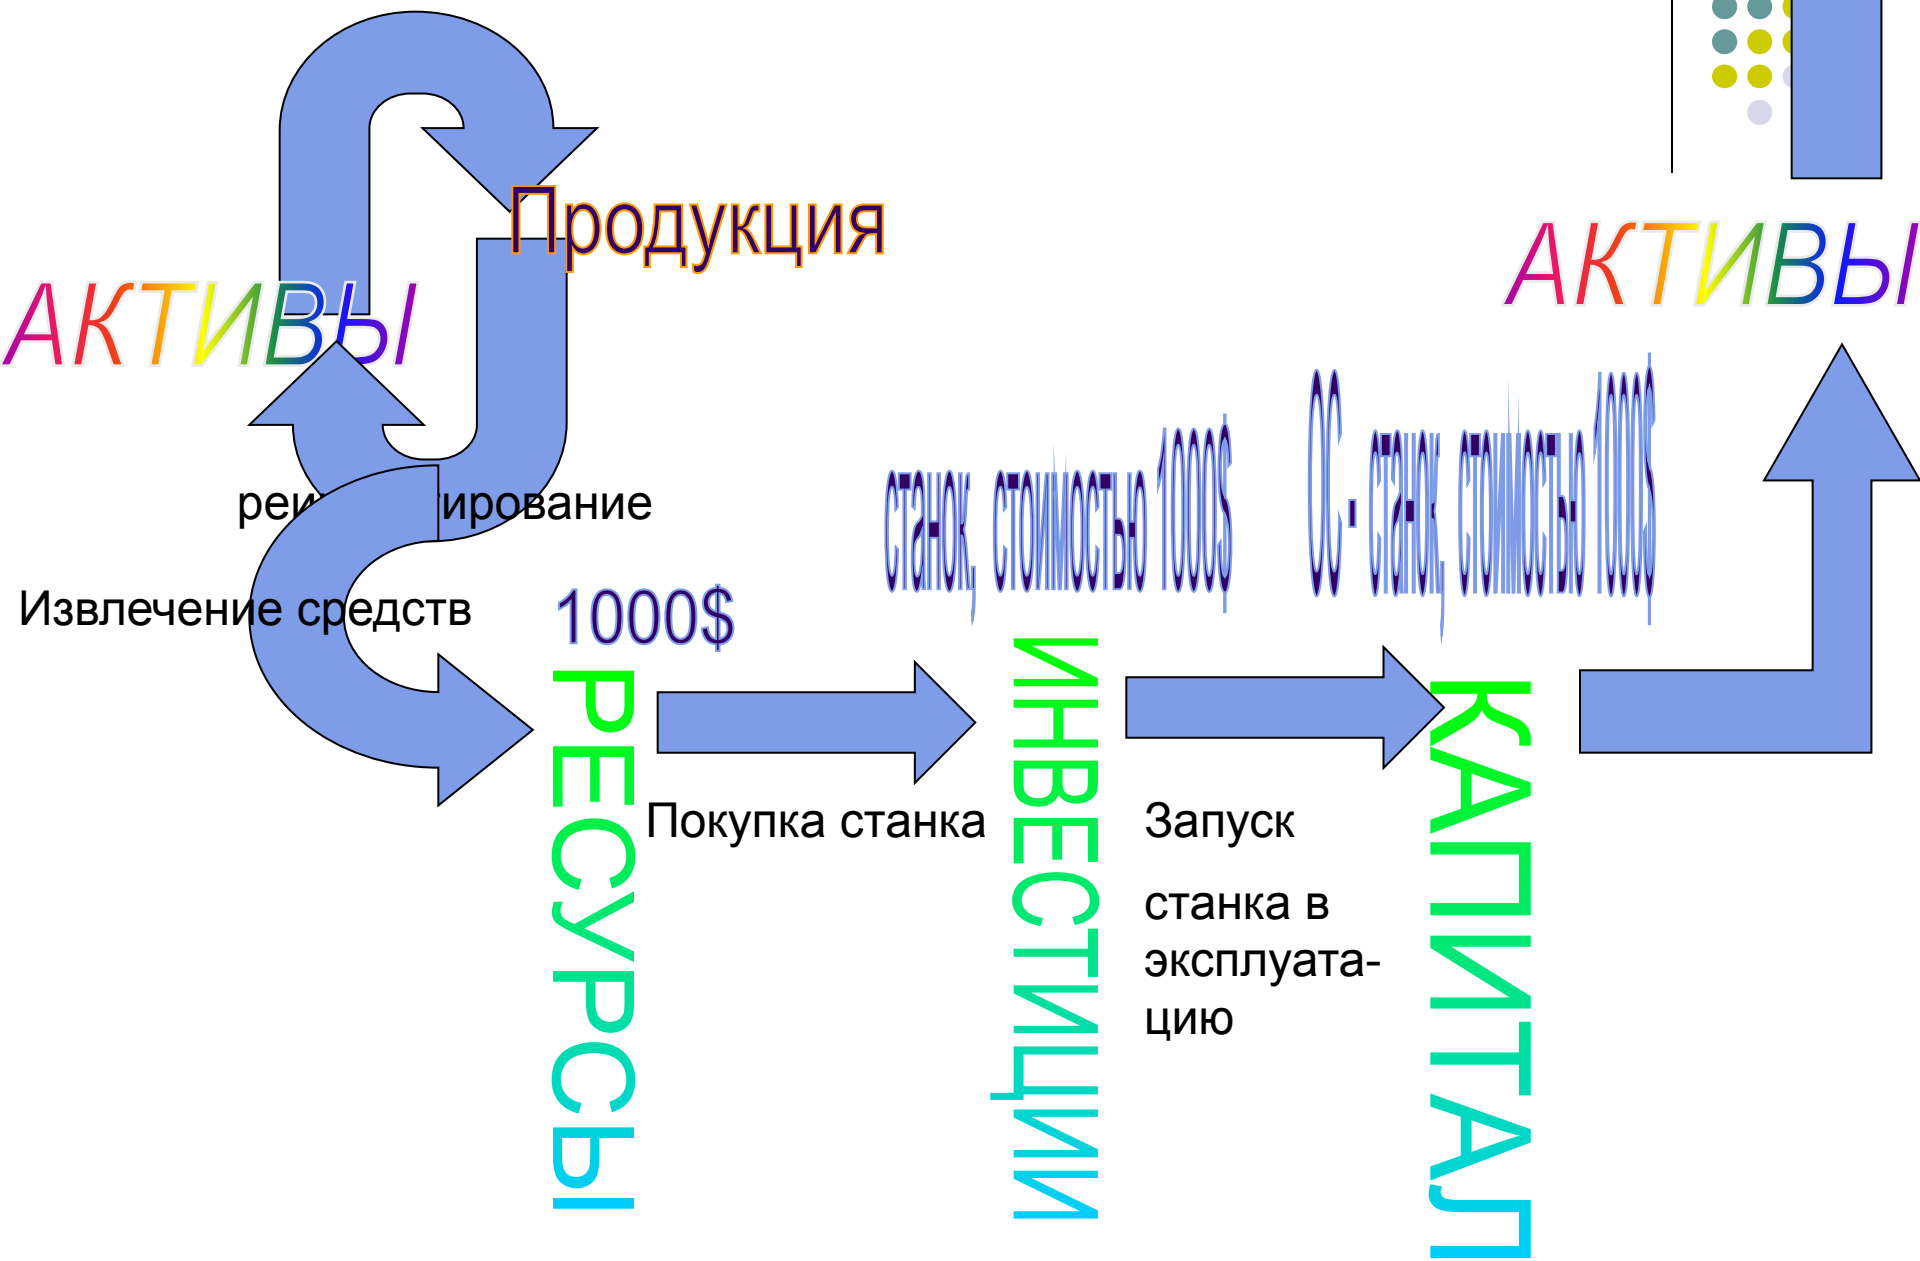 Продукция
АКТИВЫ
АКТИВЫ
ОС - станок, стоимостью 1000$
станок, стоимостью 1000$
Извлечение средств
1000$
РЕСУРСЫ
ИНВЕСТИЦИИ
КАПИТАЛ
Покупка станка
Запуск
станка в
эксплуата-
цию